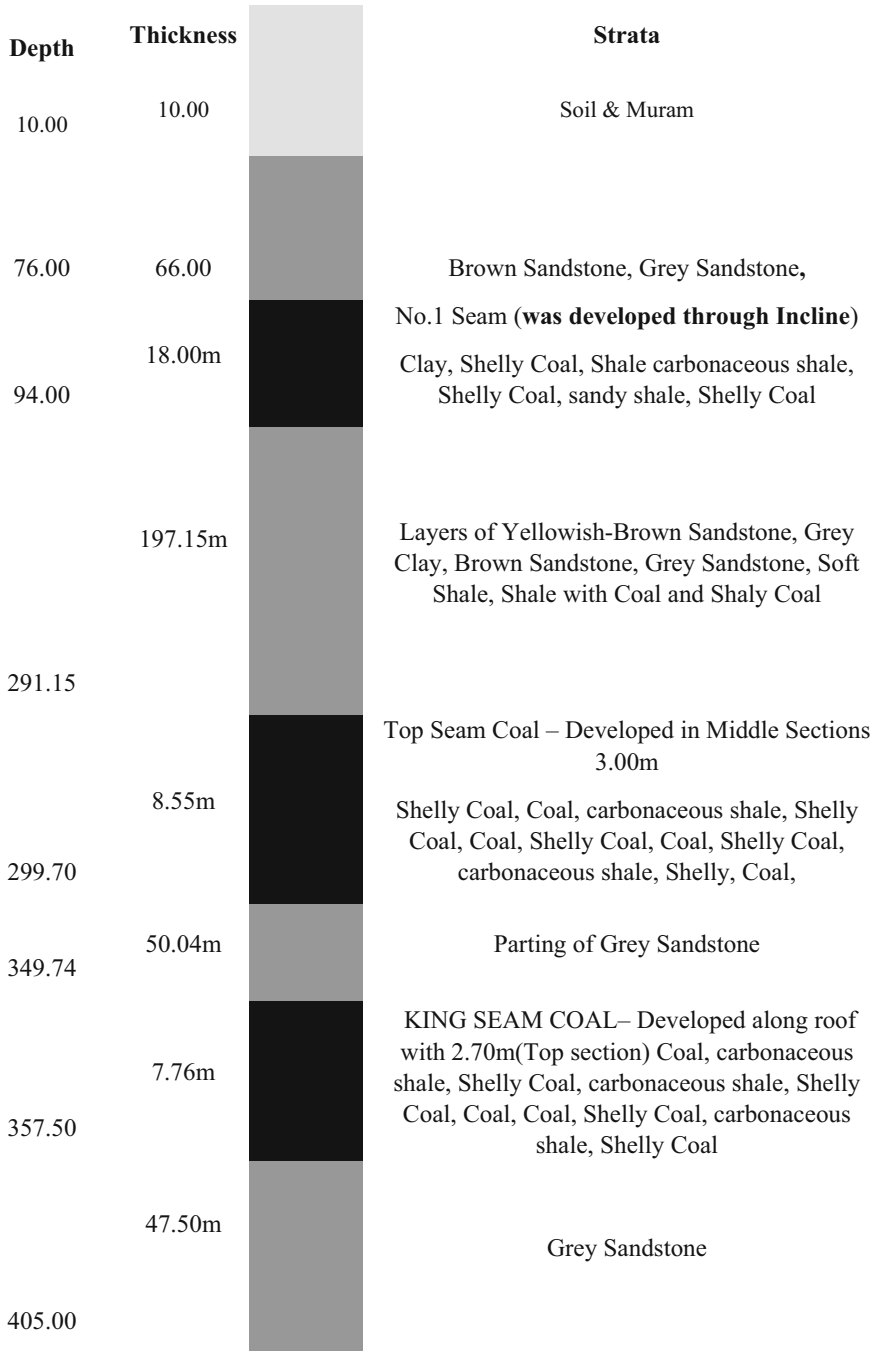 Depth Thickness Strata
10.00 10.00 Soil & Muram
76.00 66.00 Brown Sandstone, Grey Sandstone,
No.1 Seam (was developed through Incline)
18.00m
Clay, Shelly Coal, Shale carbonaceous shale,
94.00 Shelly Coal, sandy shale, Shelly Coal
197.15m Layers of Yellowish-Brown Sandstone, Grey
Clay, Brown Sandstone, Grey Sandstone, Soft
Shale, Shale with Coal and Shaly Coal
291.15
Top Seam Coal – Developed in Middle Sections
3.00m
8.55m Shelly Coal, Coal, carbonaceous shale, Shelly
Coal, Coal, Shelly Coal, Coal, Shelly Coal,
299.70 carbonaceous shale, Shelly, Coal,
50.04m Parting of Grey Sandstone
349.74
KING SEAM COAL– Developed along roof
with 2.70m(Top section) Coal, carbonaceous
7.76m shale, Shelly Coal, carbonaceous shale, Shelly
Coal, Coal, Coal, Shelly Coal, carbonaceous
357.50 shale, Shelly Coal
47.50m
Grey Sandstone
405.00